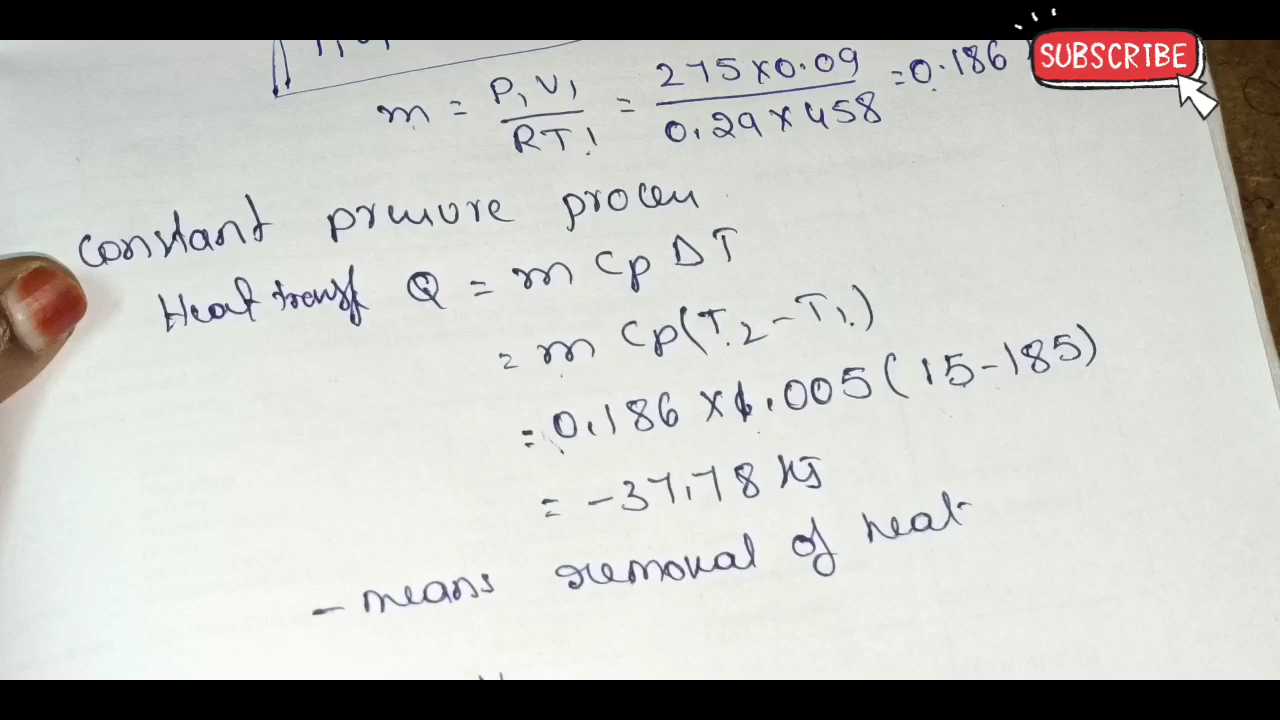 SUBSCRIBE
m = P1V1 / RT1 = 275×0.09 / 0.29×458 = 0.186
Constant pressure process
Heat transf Q = m Cp ΔT
= m Cp(T2-T1)
= 0.186 × 1.005 (15-185)
= -37.78 kJ
- means removal of heat